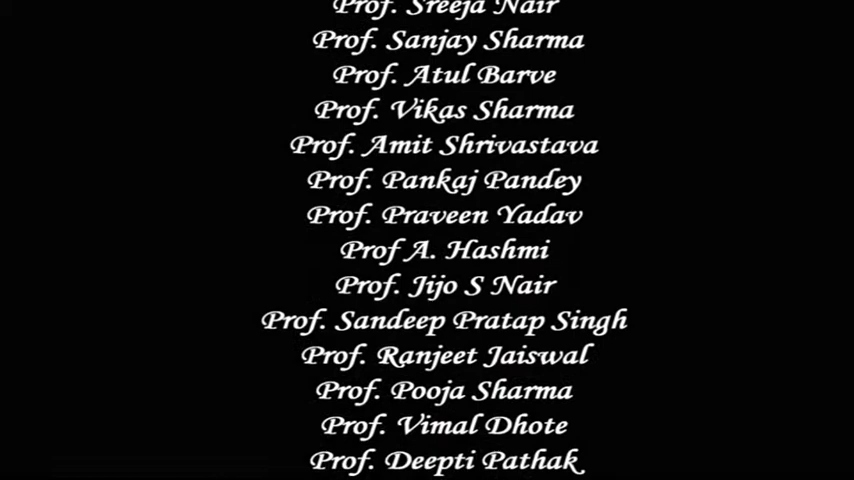 Prof. Sreeja Nair
Prof. Sanjay Sharma
Prof. Atul Barve
Prof. Vikas Sharma
Prof. Amit Shrivastava
Prof. Pankaj Pandey
Prof. Praveen Yadav
Prof A. Hashmi
Prof. Jijo S Nair
Prof. Sandeep Pratap Singh
Prof. Ranjeet Jaiswal
Prof. Pooja Sharma
Prof. Vimal Dhote
Prof. Deepti Pathak